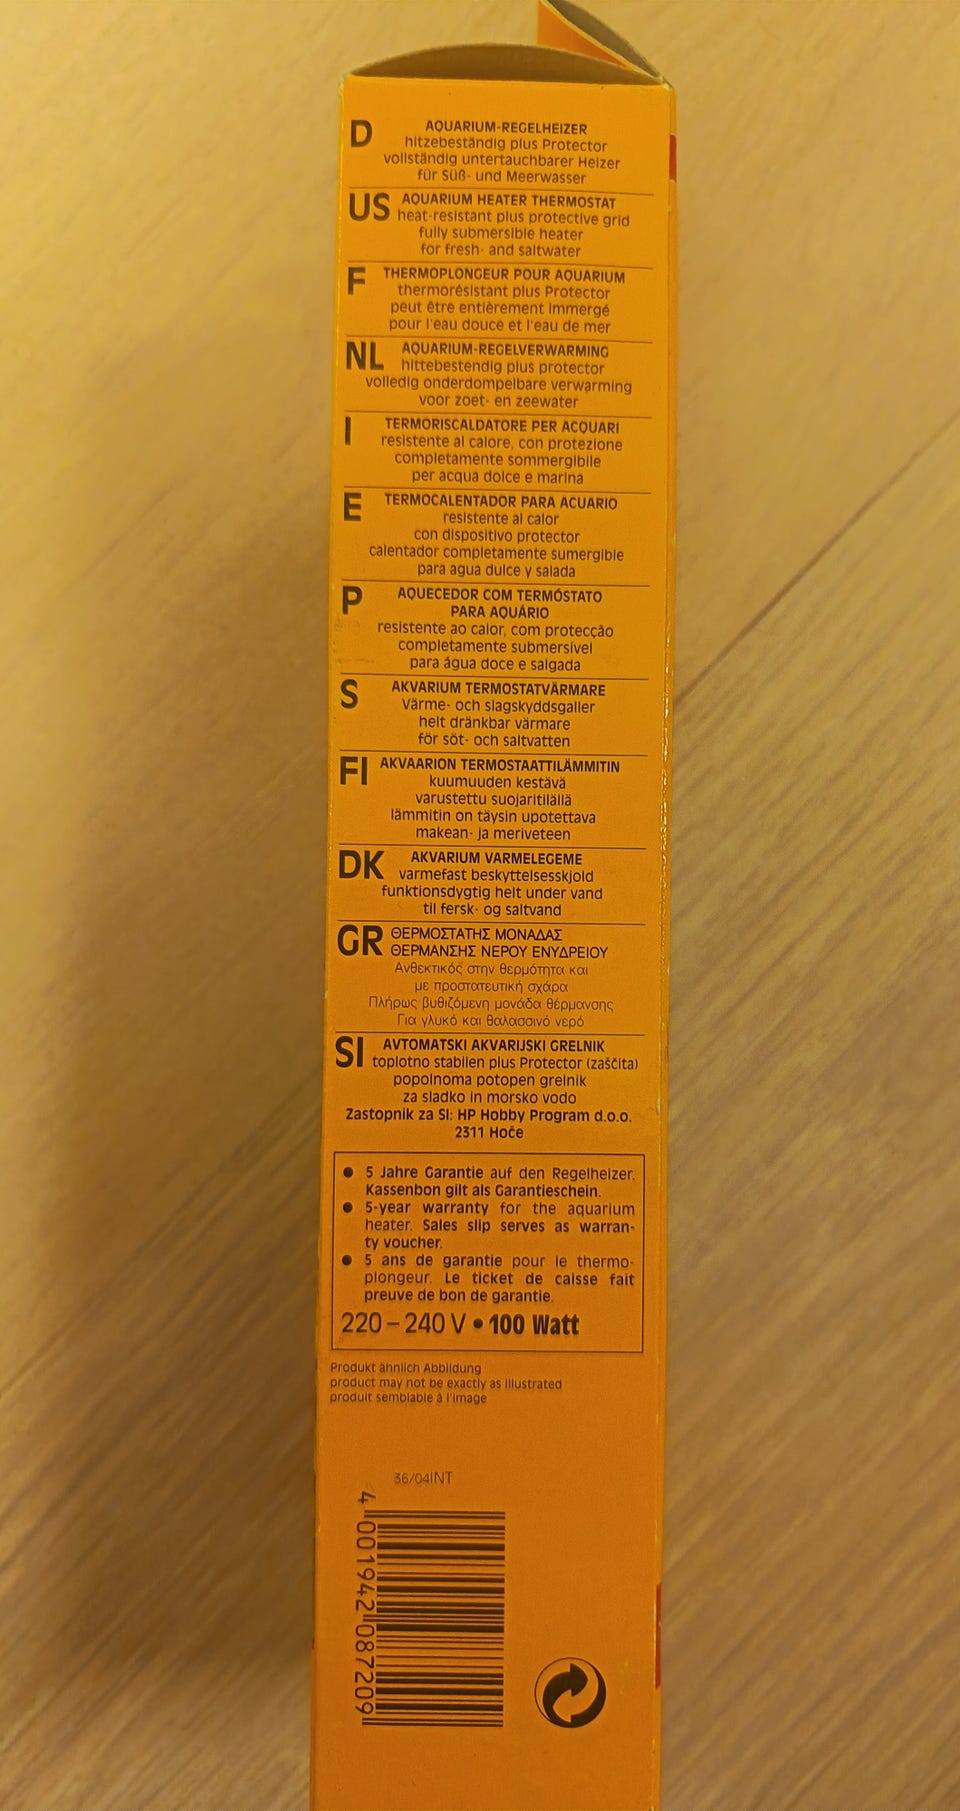 D
AQUARIUM-REGELHEIZER
hitzebeständig plus Protector
vollständig untertauchbarer Heizer
für Süß- und Meerwasser
US
AQUARIUM HEATER THERMOSTAT
heat-resistant plus protective grid
fully submersible heater
for fresh- and saltwater
F
THERMOPLONGEUR POUR AQUARIUM
thermorésistant plus Protector
peut être entièrement immergé
pour l'eau douce et l'eau de mer
NL
AQUARIUM-REGELVERWARMING
hittebestendig plus protector
volledig onderdompelbare verwarming
voor zoet- en zeewater
I
TERMORISCALDATORE PER ACQUARI
resistente al calore, con protezione
completamente sommergibile
per acqua dolce e marina
E
TERMOCALENTADOR PARA ACUARIO
resistente al calor
con dispositivo protector
calentador completamente sumergible
para agua dulce y salada
P
AQUECEDOR COM TERMÓSTATO
PARA AQUÁRIO
resistente ao calor, com protecção
completamente submersível
para água doce e salgada
S
AKVARIUM TERMOSTATVÄRMARE
Värme- och slagskyddsgaller
helt dränkbar värmare
för söt- och saltvatten
FI
AKVAARION TERMOSTAATTILÄMMITIN
kuumuuden kestävä
varustettu suojaritilällä
lämmitin on täysin upotettava
makean- ja meriveteen
DK
AKVARIUM VARMELEGEME
varmefast beskyttelsesskjold
funktionsdygtig helt under vand
til fersk- og saltvand
GR
ΘΕΡΜΟΣΤΑΤΗΣ ΜΟΝΑΔΑΣ
ΘΕΡΜΑΝΣΗΣ ΝΕΡΟΥ ΕΝΥΔΡΕΙΟΥ
Ανθεκτικός στην θερμότητα και
με προστατευτική σχάρα
Πλήρως βυθιζόμενη μονάδα θέρμανσης
Για γλυκό και θαλασσινό νερό
SI
AVTOMATSKI AKVARIJSKI GRELNIK
toplotno stabilen plus Protector (zaščita)
popolnoma potopen grelnik
za sladko in morsko vodo
Zastopnik za SI: HP Hobby Program d.o.o.
2311 Hoče
● 5 Jahre Garantie auf den Regelheizer.
Kassenbon gilt als Garantieschein.
● 5-year warranty for the aquarium
heater. Sales slip serves as warran-
ty voucher.
● 5 ans de garantie pour le thermo-
plongeur. Le ticket de caisse fait
preuve de bon de garantie.
220 – 240 V • 100 Watt
Produkt ähnlich Abbildung
product may not be exactly as illustrated
produit semblable à l'image
36/04INT
4 001942 087209